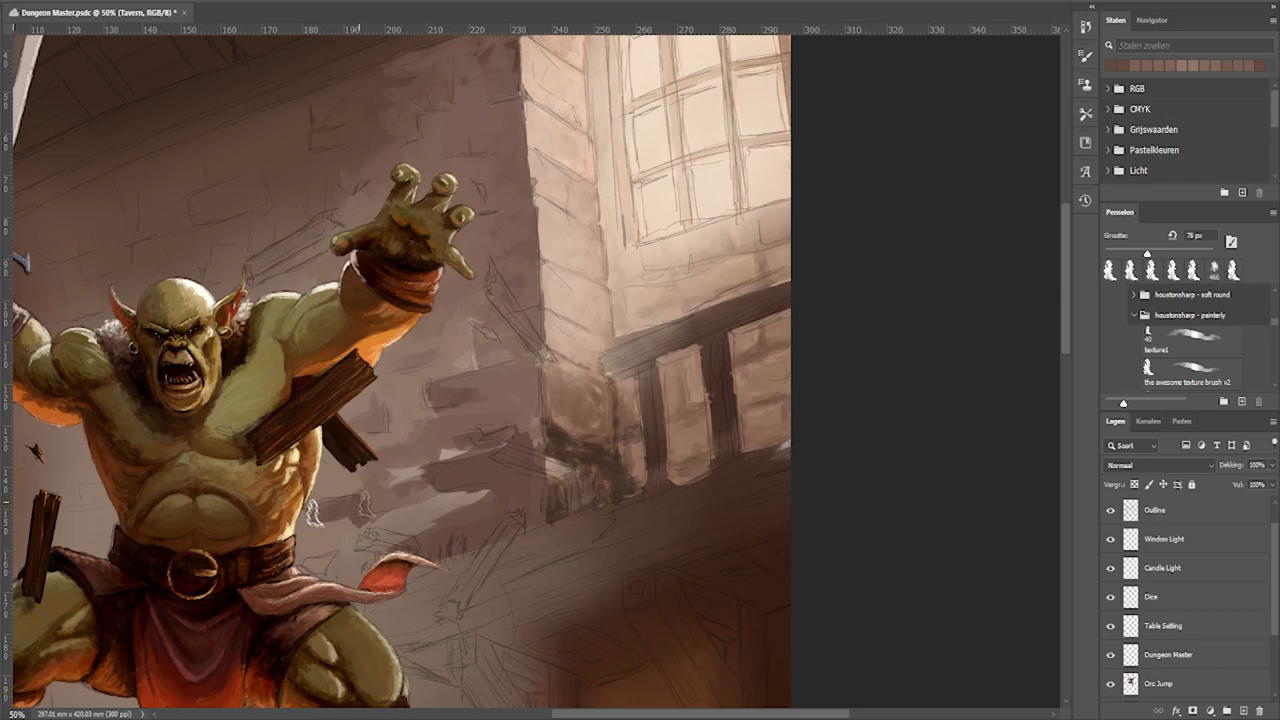 Dungeon Master.psdc @ 50% (Tavern, RGB/8) * ×
110 120 130 140 150 160 170 180 190 200 210 220 230 240 250 260 270 280 290 300 310 320 330 340 350
Stalen Navigator
Stalen zoeken
RGB
CMYK
Grijswaarden
Pastelkleuren
Licht
Penselen
Grootte: 78 px
466
houstonsharp - soft round
houstonsharp - painterly
40
texture1
the awesome texture brush v2
Lagen Kanalen Paden
Soort
Normaal Dekking: 100%
Vergr.: Vul: 100%
Outline
Window Light
Candle Light
Dice
Table Setting
Dungeon Master
Orc Jump
50% 297,01 mm x 420,03 mm (300 ppi)